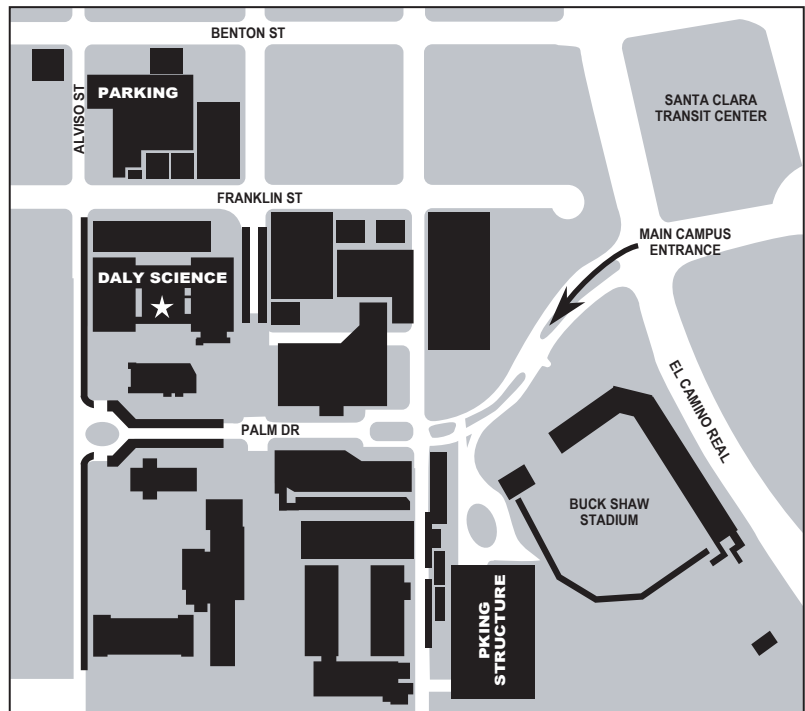 BENTON ST
PARKING
ALVISO ST
SANTA CLARA
TRANSIT CENTER
FRANKLIN ST
MAIN CAMPUS
ENTRANCE
DALY SCIENCE
EL CAMINO REAL
PALM DR
BUCK SHAW
STADIUM
PKING
STRUCTURE